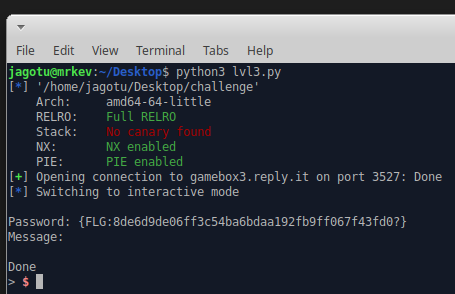 File Edit View Terminal Tabs Help
jagotu@mrkev:~/Desktop$ python3 lvl3.py
[*] '/home/jagotu/Desktop/challenge'
    Arch:     amd64-64-little
    RELRO:    Full RELRO
    Stack:    No canary found
    NX:       NX enabled
    PIE:      PIE enabled
[+] Opening connection to gamebox3.reply.it on port 3527: Done
[*] Switching to interactive mode
Password: {FLG:8de6d9de06ff3c54ba6bdaa192fb9ff067f43fd0?}
Message:
Done
> $